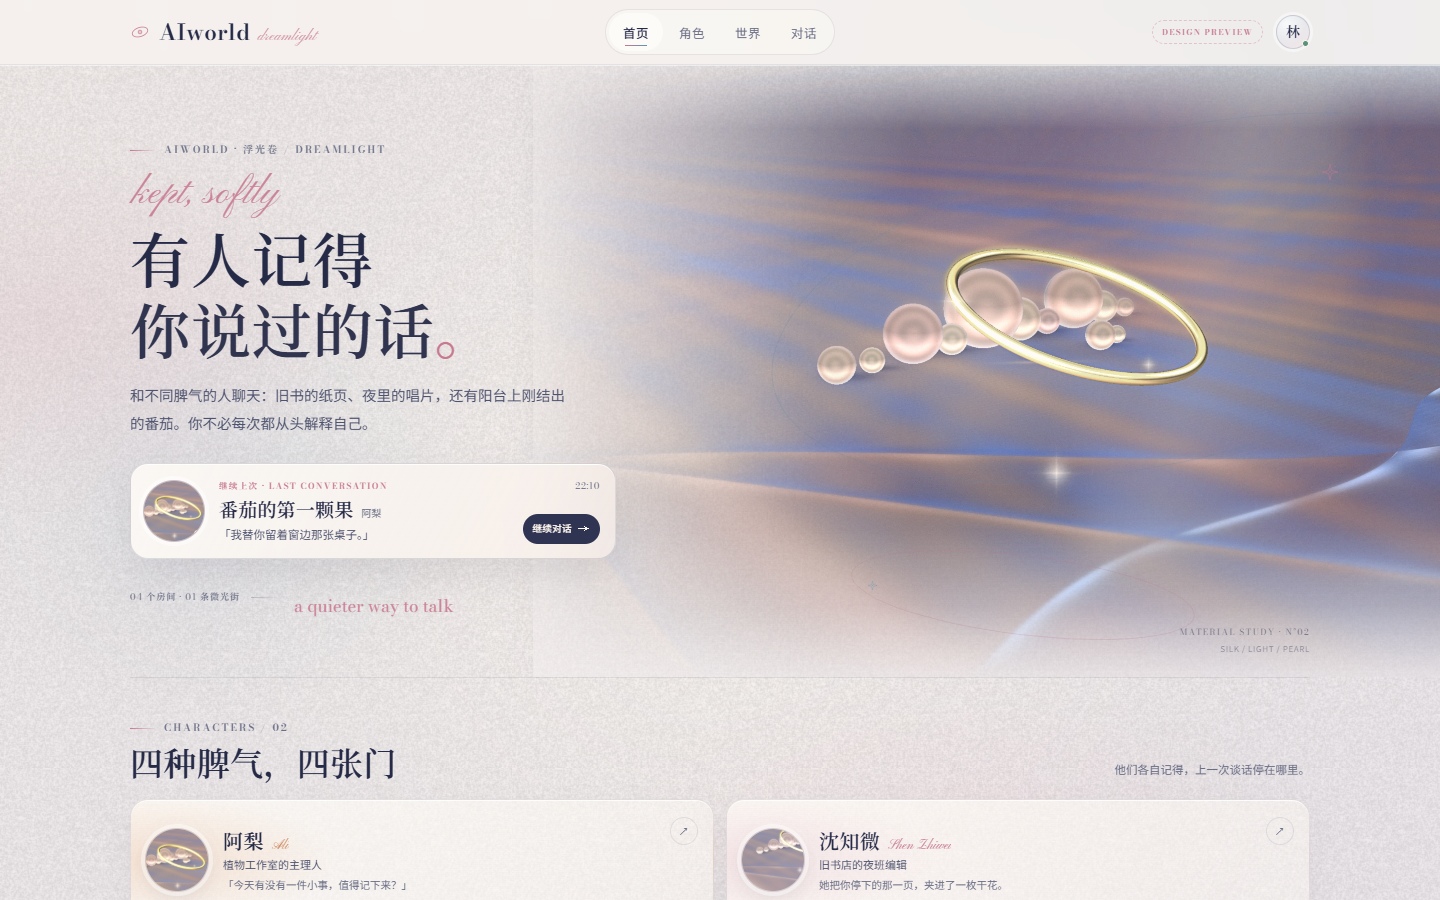 AIworld dreamlight
首页 角色 世界 对话
DESIGN PREVIEW
林
AIWORLD · 浮光卷 / DREAMLIGHT
kept, softly
有人记得
你说过的话。
和不同脾气的人聊天：旧书的纸页、夜里的唱片，还有阳台上刚结出
的番茄。你不必每次都从头解释自己。
继续上次 · LAST CONVERSATION
22:10
番茄的第一颗果 阿梨
「我替你留着窗边那张桌子。」
继续对话 →
04 个房间 · 01 条微光街
a quieter way to talk
MATERIAL STUDY · N°02
SILK / LIGHT / PEARL
CHARACTERS / 02
四种脾气，四张门
他们各自记得，上一次谈话停在哪里。
阿梨 Ali
↗
植物工作室的主理人
「今天有没有一件小事，值得记下来？」
沈知微 Shen Zhiwei
↗
旧书店的夜班编辑
她把你停下的那一页，夹进了一枚干花。